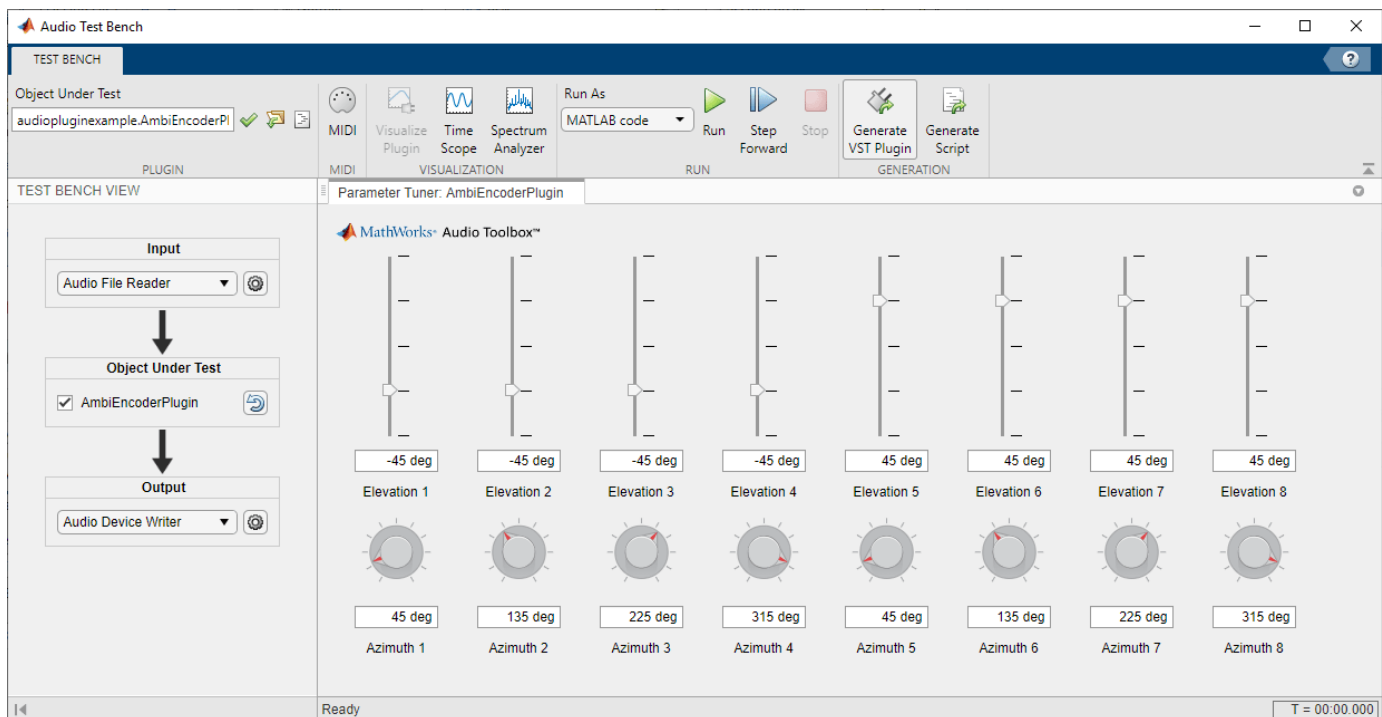 Audio Test Bench
TEST BENCH
?
Object Under Test
audiopluginexample.AmbiEncoderPl
MIDI
Visualize Plugin
Time Scope
Spectrum Analyzer
Run As
MATLAB code
Run
Step Forward
Stop
Generate VST Plugin
Generate Script
PLUGIN
MIDI
VISUALIZATION
RUN
GENERATION
TEST BENCH VIEW
Parameter Tuner: AmbiEncoderPlugin
Input
Audio File Reader
Object Under Test
AmbiEncoderPlugin
Output
Audio Device Writer
MathWorks® Audio Toolbox™
-45 deg -45 deg -45 deg -45 deg 45 deg 45 deg 45 deg 45 deg
Elevation 1 Elevation 2 Elevation 3 Elevation 4 Elevation 5 Elevation 6 Elevation 7 Elevation 8
45 deg 135 deg 225 deg 315 deg 45 deg 135 deg 225 deg 315 deg
Azimuth 1 Azimuth 2 Azimuth 3 Azimuth 4 Azimuth 5 Azimuth 6 Azimuth 7 Azimuth 8
Ready
T = 00:00.000